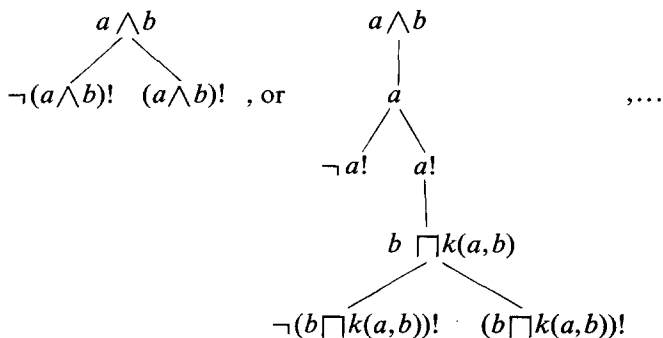 a ⋀ b a ⋀ b
¬(a⋀b)! (a⋀b)! , or a ,…
¬a! a!
b ⊓k(a,b)
¬(b⊓k(a,b))! (b⊓k(a,b))!